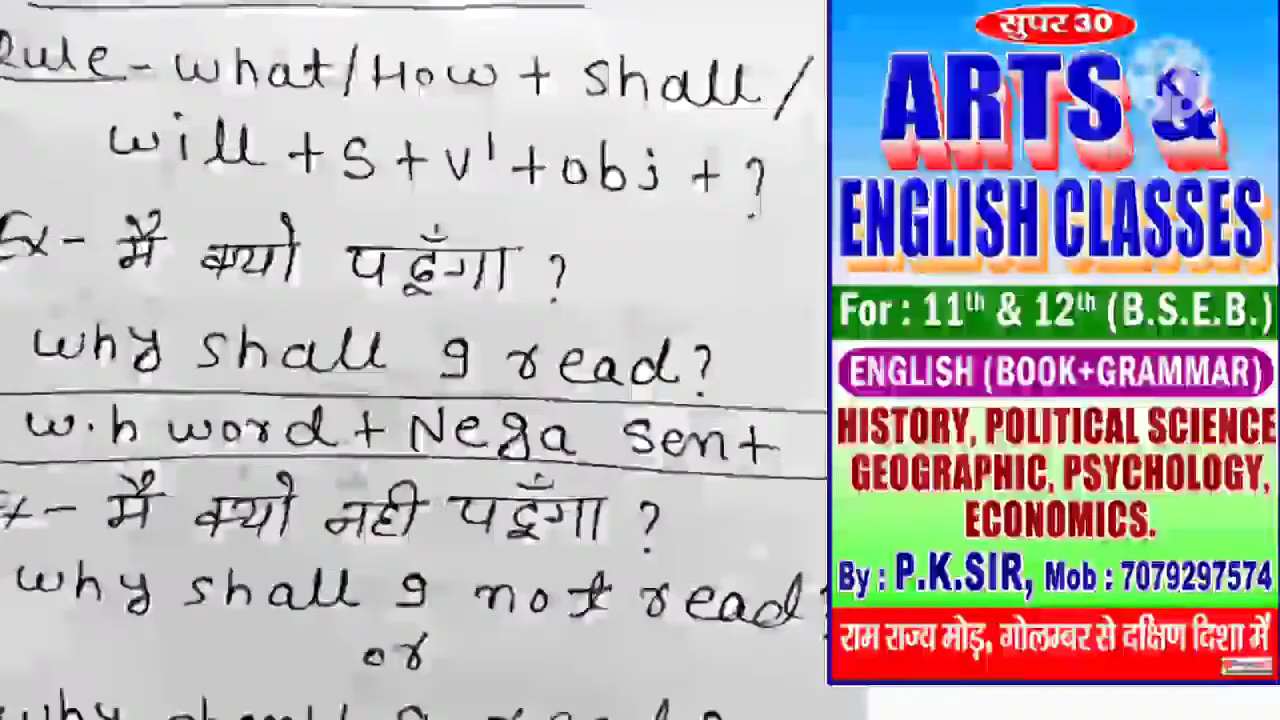 Rule - what/How + shall/
will + S + V¹ + obj + ?
Ex - मै क्यो पढूँगा ?
why shall I read?
w.h word + Nega Sent
Ex - मै क्यो नही पढूँगा ?
why shall I not read?
or
सुपर 30
ARTS &
ENGLISH CLASSES
For : 11th & 12th (B.S.E.B.)
ENGLISH (BOOK+GRAMMAR)
HISTORY, POLITICAL SCIENCE
GEOGRAPHIC, PSYCHOLOGY,
ECONOMICS.
By : P.K.SIR, Mob : 7079297574
राम राज्य मोड़, गोलम्बर से दक्षिण दिशा में